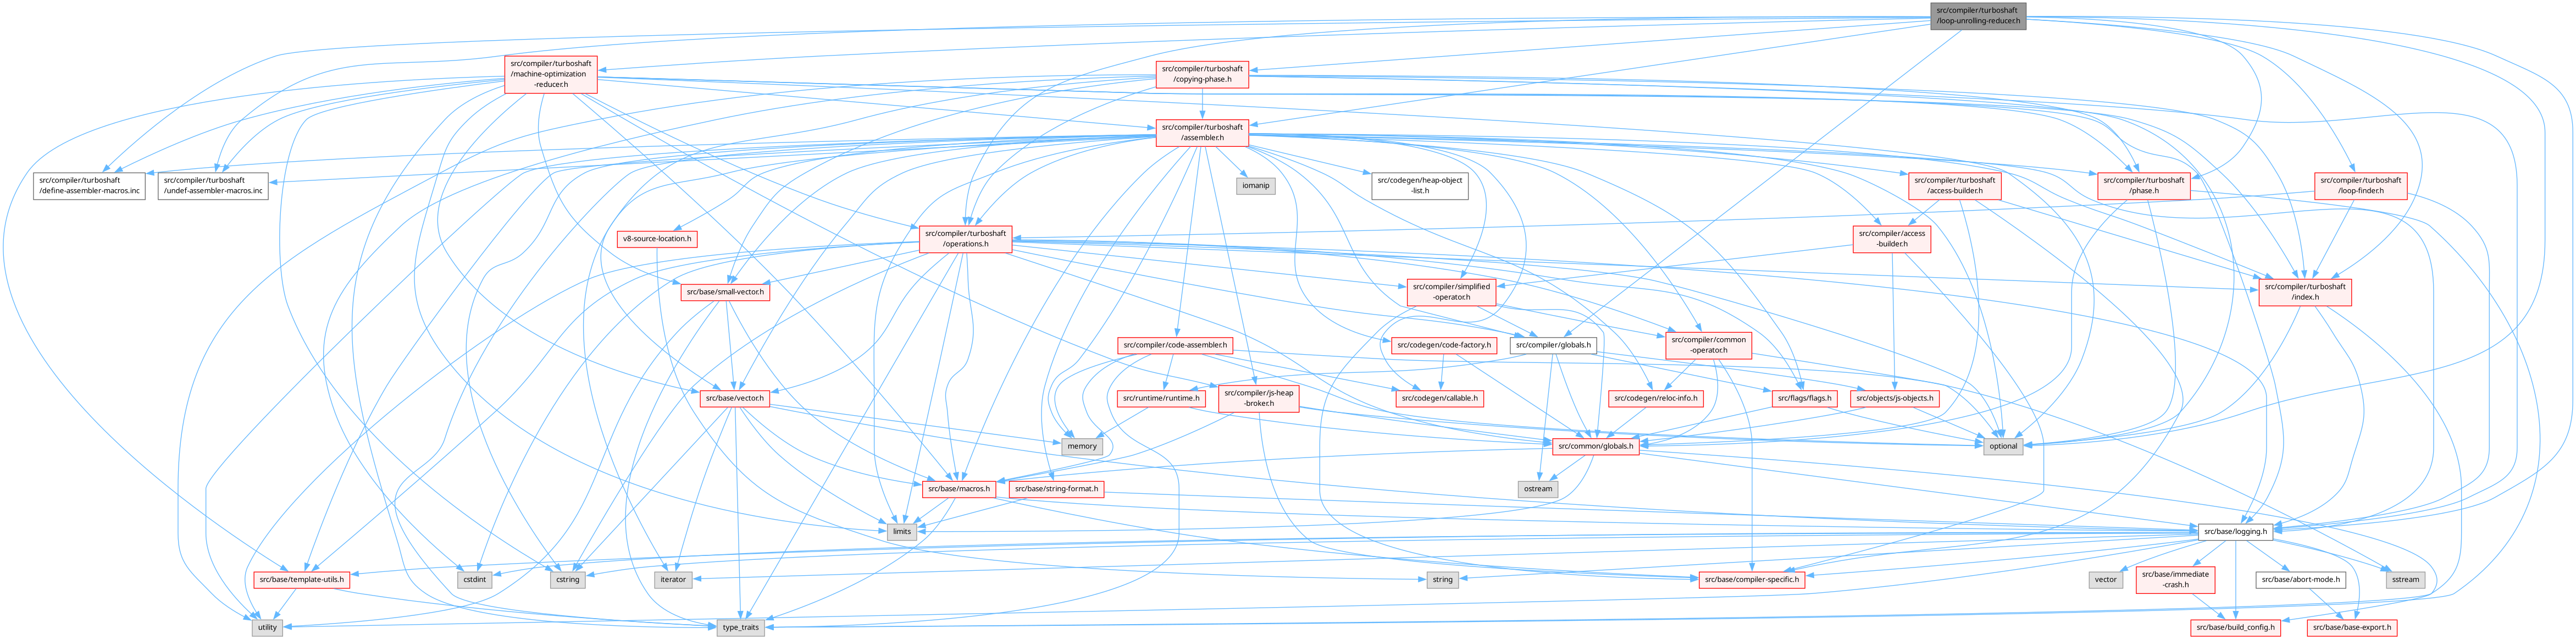 src/compiler/turboshaft
/loop-unrolling-reducer.h
src/compiler/turboshaft
/machine-optimization
-reducer.h
src/compiler/turboshaft
/copying-phase.h
src/compiler/turboshaft
/assembler.h
src/compiler/turboshaft
/define-assembler-macros.inc
src/compiler/turboshaft
/undef-assembler-macros.inc
iomanip
src/codegen/heap-object
-list.h
src/compiler/turboshaft
/access-builder.h
src/compiler/turboshaft
/phase.h
src/compiler/turboshaft
/loop-finder.h
v8-source-location.h
src/compiler/turboshaft
/operations.h
src/compiler/access
-builder.h
src/base/small-vector.h
src/compiler/simplified
-operator.h
src/compiler/turboshaft
/index.h
src/compiler/code-assembler.h
src/codegen/code-factory.h
src/compiler/globals.h
src/compiler/common
-operator.h
src/base/vector.h
src/runtime/runtime.h
src/compiler/js-heap
-broker.h
src/codegen/callable.h
src/codegen/reloc-info.h
src/flags/flags.h
src/objects/js-objects.h
memory
src/common/globals.h
optional
src/base/macros.h
src/base/string-format.h
ostream
limits
src/base/logging.h
src/base/template-utils.h
cstdint
cstring
iterator
string
src/base/compiler-specific.h
vector
src/base/immediate
-crash.h
src/base/abort-mode.h
sstream
utility
type_traits
src/base/build_config.h
src/base/base-export.h